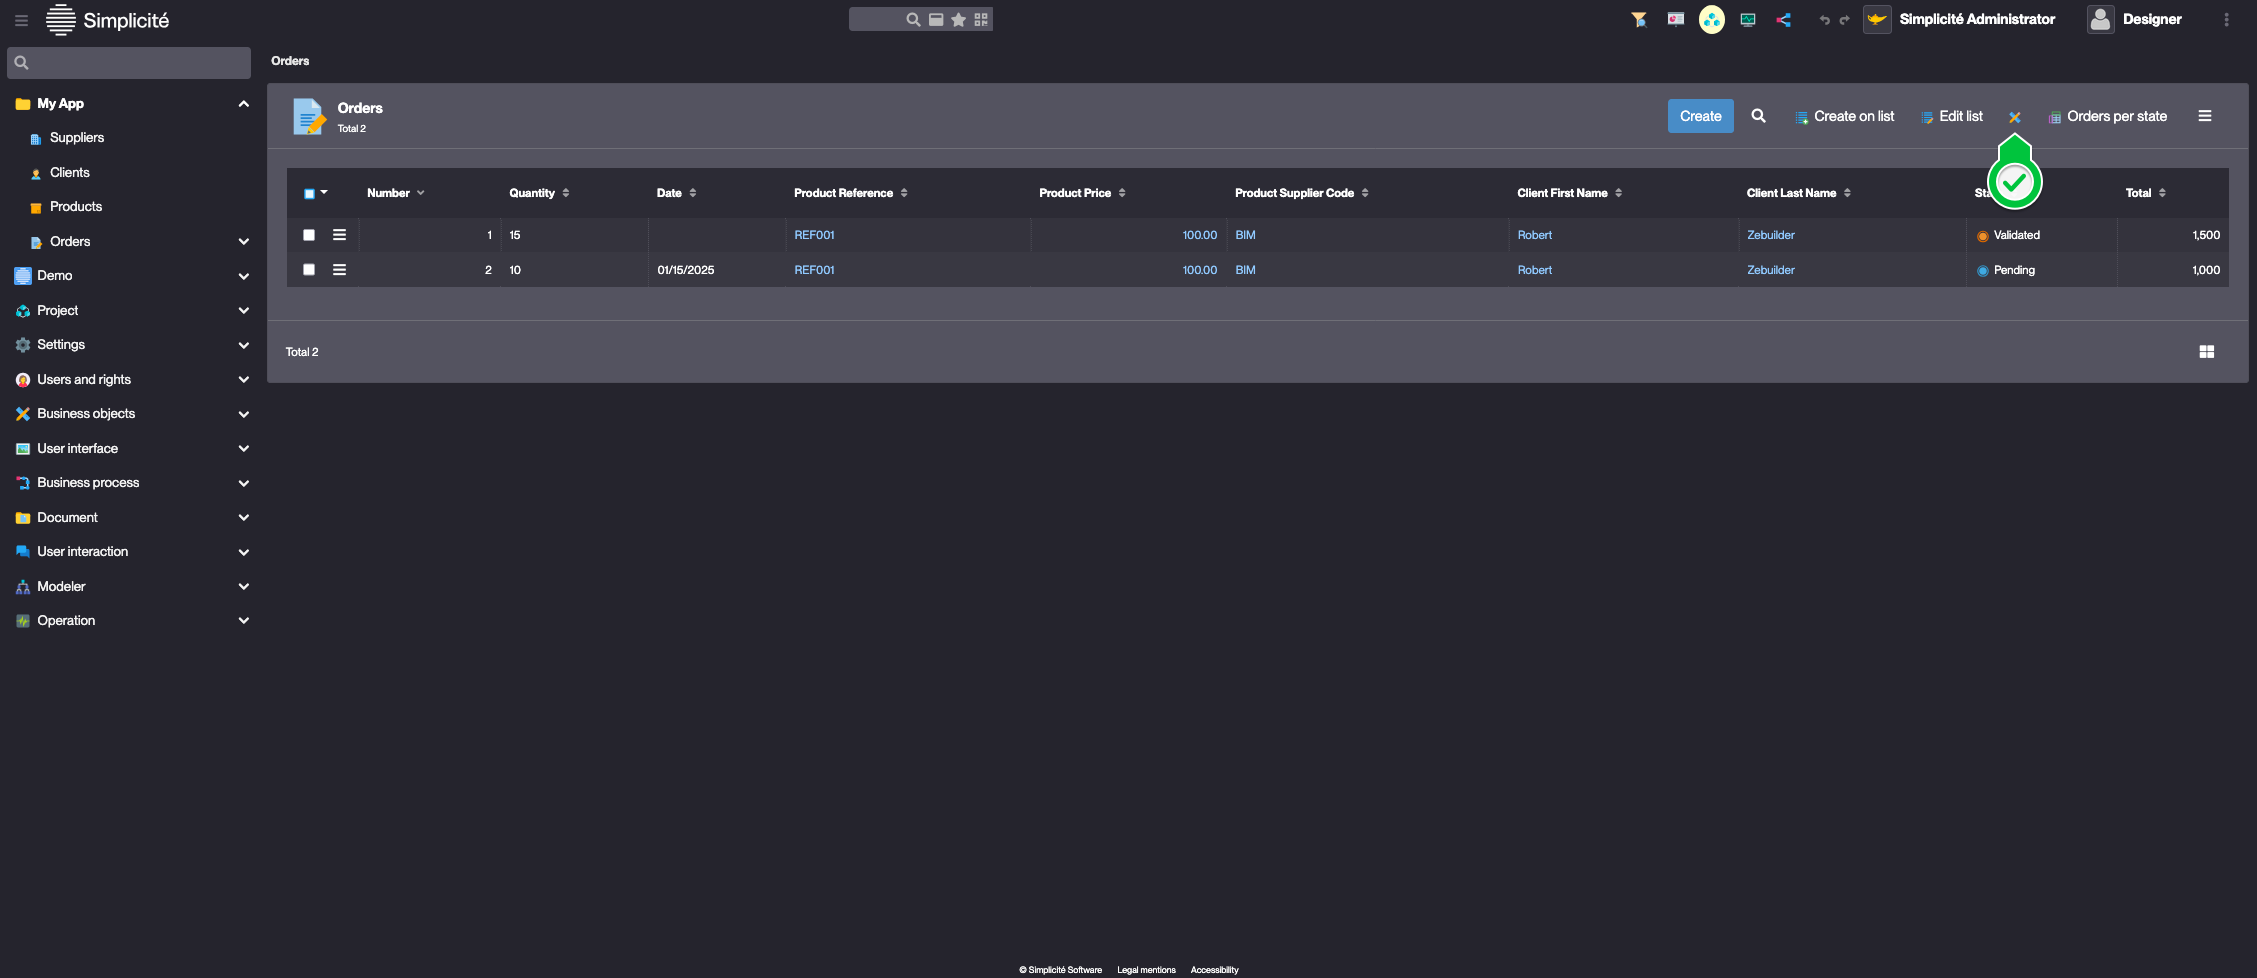 Simplicité
Simplicité Administrator
Designer
Orders
My App
Suppliers
Clients
Products
Orders
Demo
Project
Settings
Users and rights
Business objects
User interface
Business process
Document
User interaction
Modeler
Operation
Orders
Total 2
Create
Create on list
Edit list
Orders per state
Number Quantity Date Product Reference Product Price Product Supplier Code Client First Name Client Last Name Total
1 15 REF001 100.00 BIM Robert Zebuilder Validated 1,500
2 10 01/15/2025 REF001 100.00 BIM Robert Zebuilder Pending 1,000
Total 2
© Simplicité Software Legal mentions Accessibility